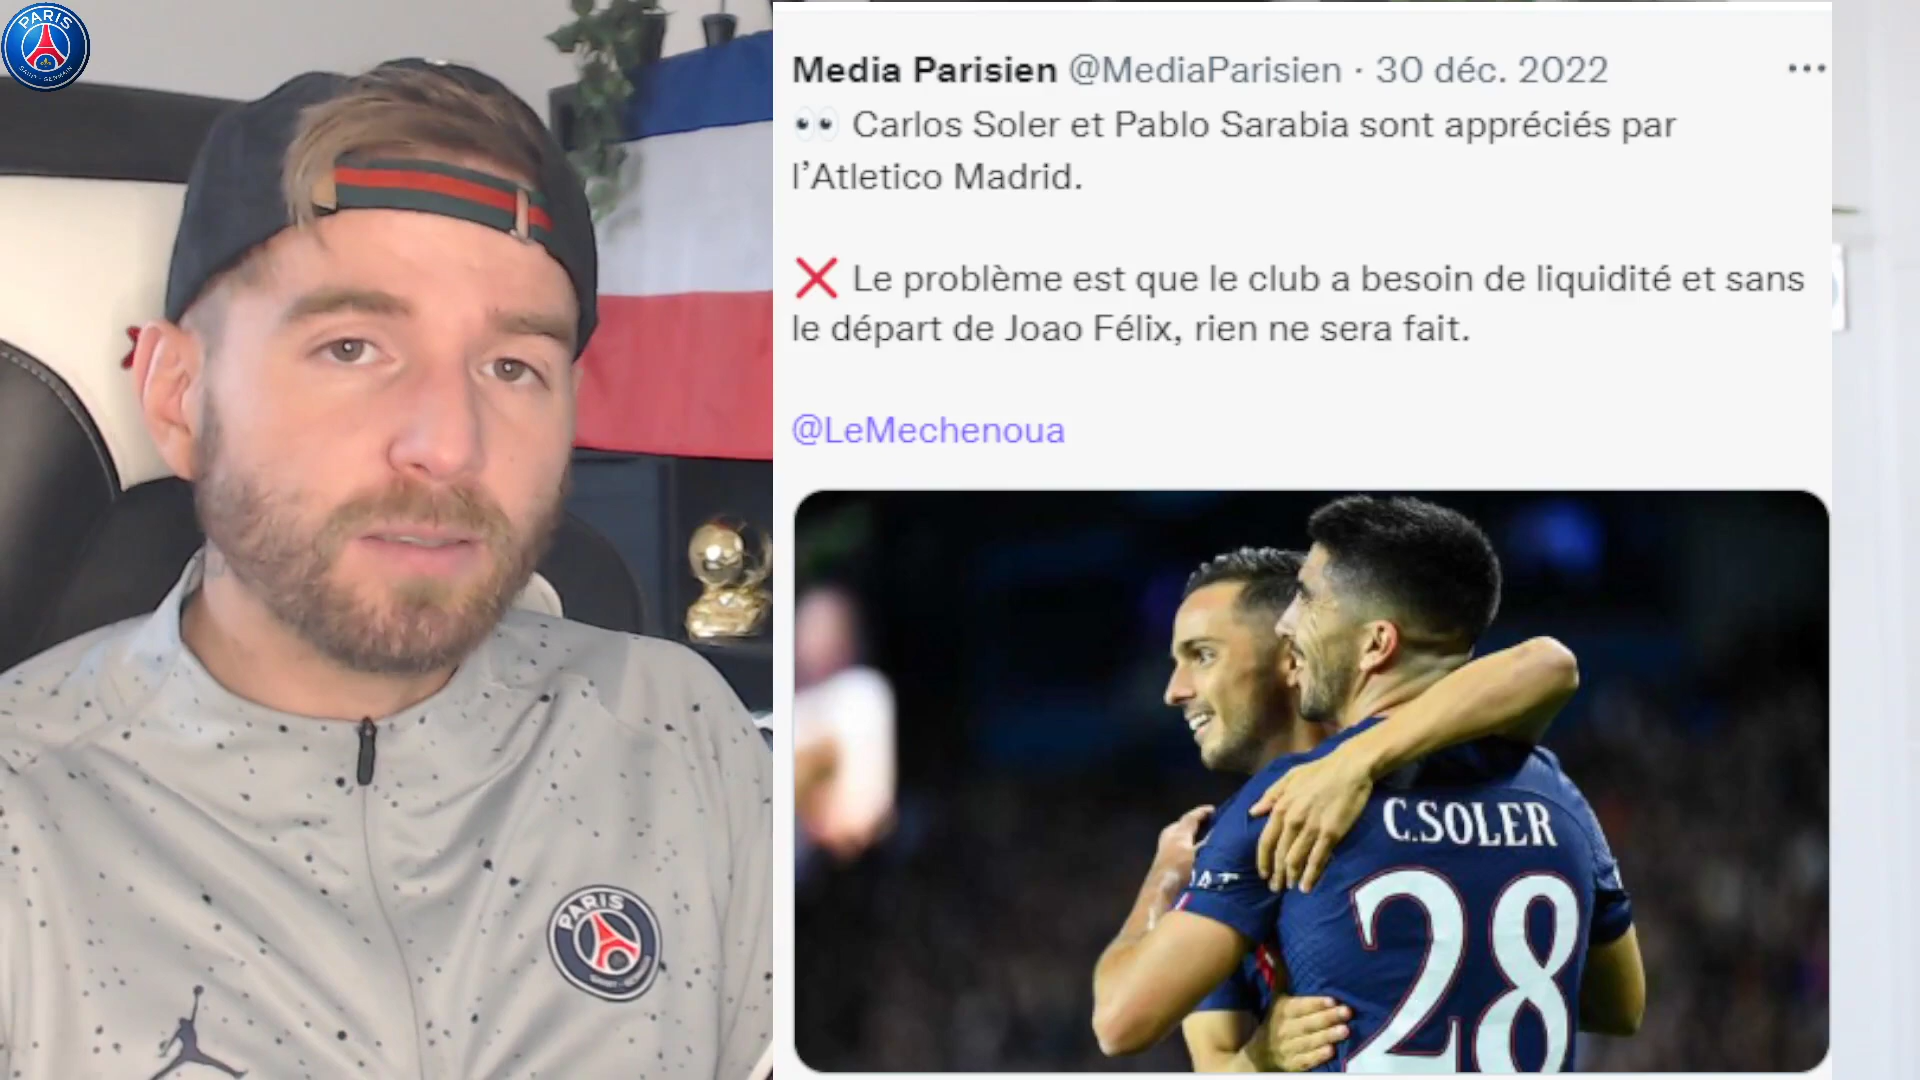 PARIS
SAINT-GERMAIN
Media Parisien @MediaParisien · 30 déc. 2022
👀 Carlos Soler et Pablo Sarabia sont appréciés par
l’Atletico Madrid.
❌ Le problème est que le club a besoin de liquidité et sans
le départ de Joao Félix, rien ne sera fait.
@LeMechenoua
C.SOLER
28
PARIS